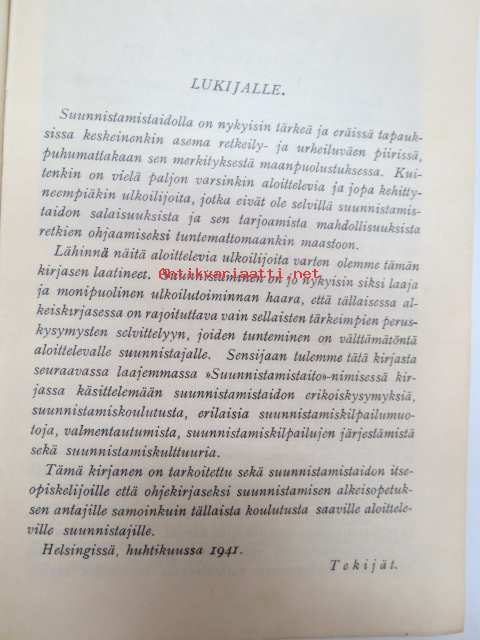 LUKIJALLE.
Suunnistamistaidolla on nykyisin tärkeä ja eräissä tapauk-
sissa keskeinenkin asema retkeily- ja urheiluväen piirissä,
puhumattakaan sen merkityksestä maanpuolustuksessa. Kui-
tenkin on vielä paljon varsinkin aloittelevia ja jopa kehitty-
neempiäkin ulkoilijoita, jotka eivät ole selvillä suunnistamis-
taidon salaisuuksista ja sen tarjoamista mahdollisuuksista
retkien ohjaamiseksi tuntemattomaankin maastoon.
Lähinnä näitä aloittelevia ulkoilijoita varten olemme tämän
kirjasen laatineet. Suunnistaminen on jo nykyisin siksi laaja
Antikvariaatti.net
ja monipuolinen ulkoilutoiminnan haara, että tällaisessa al-
keiskirjasessa on rajoituttava vain sellaisten tärkeimpien perus-
kysymysten selvittelyyn, joiden tunteminen on välttämätöntä
aloittelevalle suunnistajalle. Sensijaan tulemme tätä kirjasta
seuraavassa laajemmassa »Suunnistamistaito»-nimisessä kir-
jassa käsittelemään suunnistamistaidon erikoiskysymyksiä,
suunnistamiskoulutusta, erilaisia suunnistamiskilpailumuo-
toja, valmentautumista, suunnistamiskilpailujen järjestämistä
sekä suunnistamiskulttuuria.
Tämä kirjanen on tarkoitettu sekä suunnistamistaidon itse-
opiskelijoille että ohjekirjaseksi suunnistamisen alkeisopetuk-
sen antajille samoinkuin tällaista koulutusta saaville aloittele-
ville suunnistajille.
Helsingissä, huhtikuussa 1941.
Tekijät.